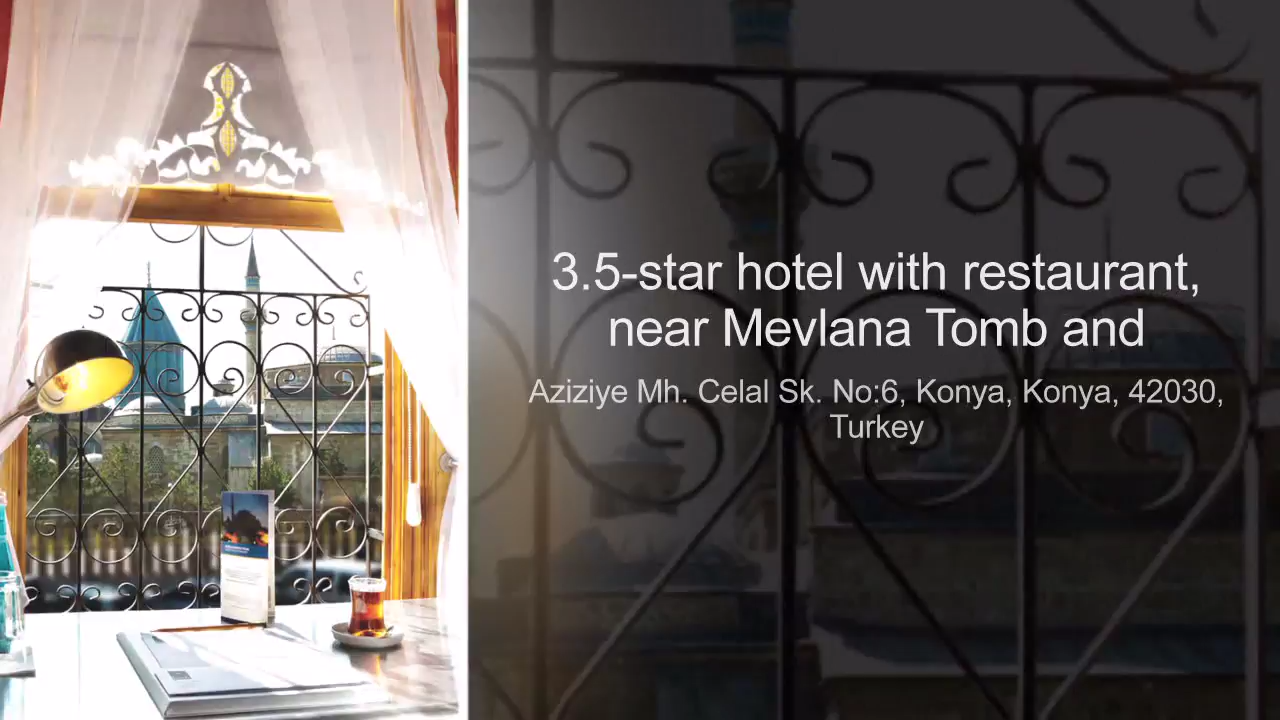 3.5-star hotel with restaurant,
near Mevlana Tomb and
Aziziye Mh. Celal Sk. No:6, Konya, Konya, 42030,
Turkey